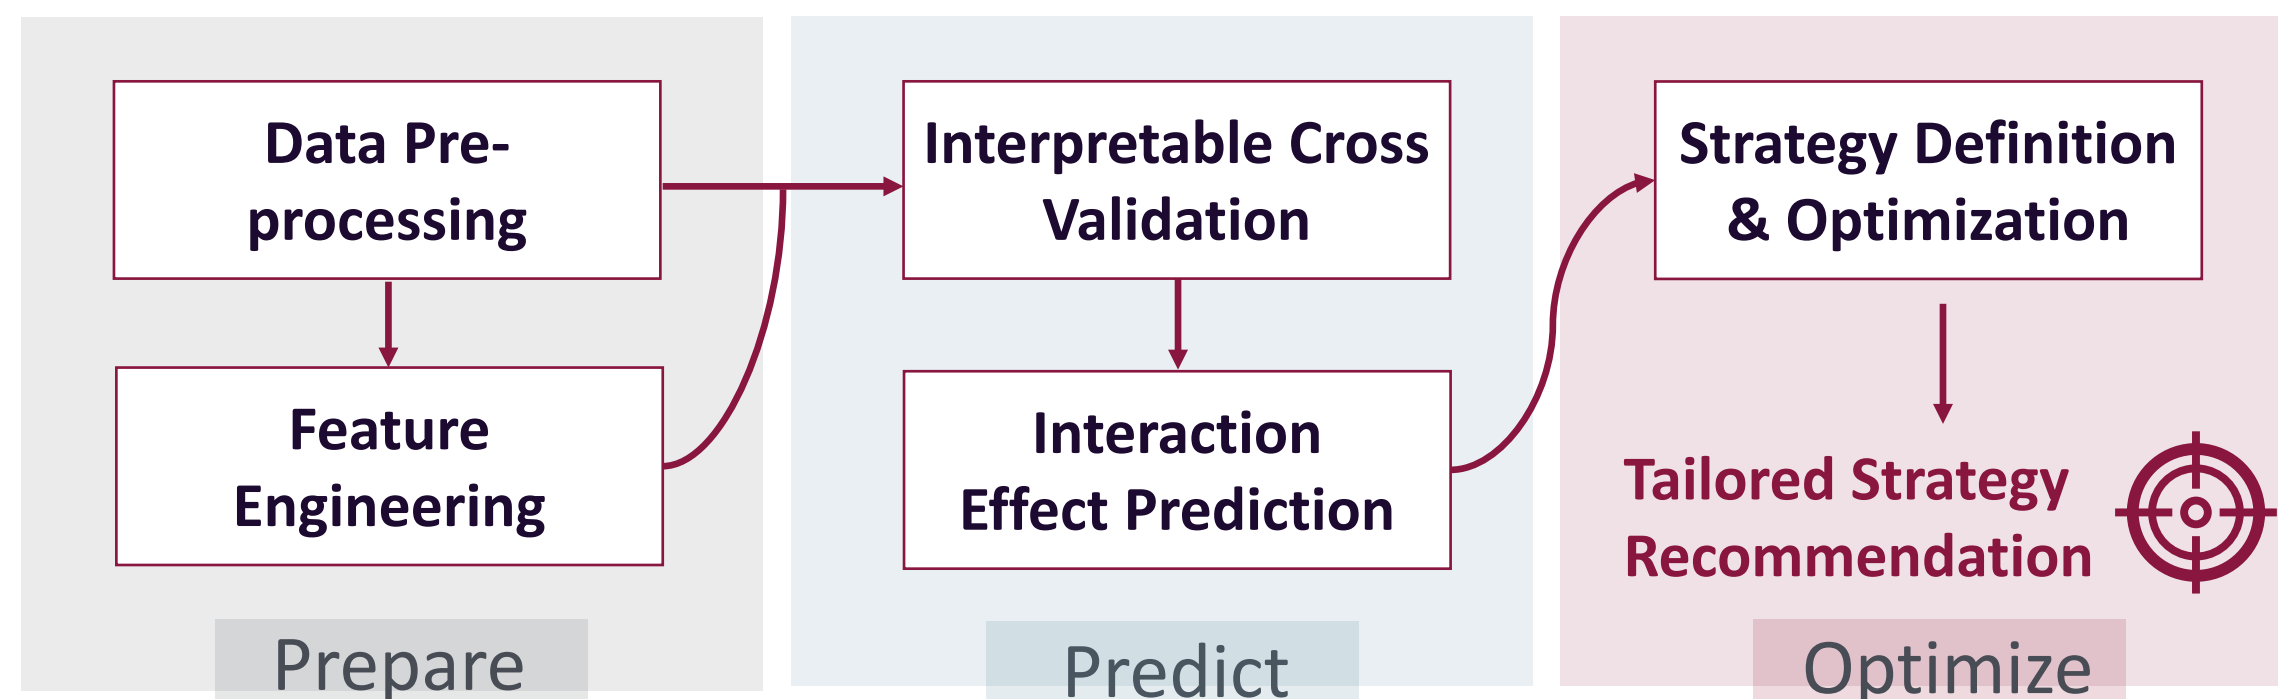 Data Pre-
processing
Feature
Engineering
Prepare
Interpretable Cross
Validation
Interaction
Effect Prediction
Predict
Strategy Definition
& Optimization
Tailored Strategy
Recommendation
Optimize